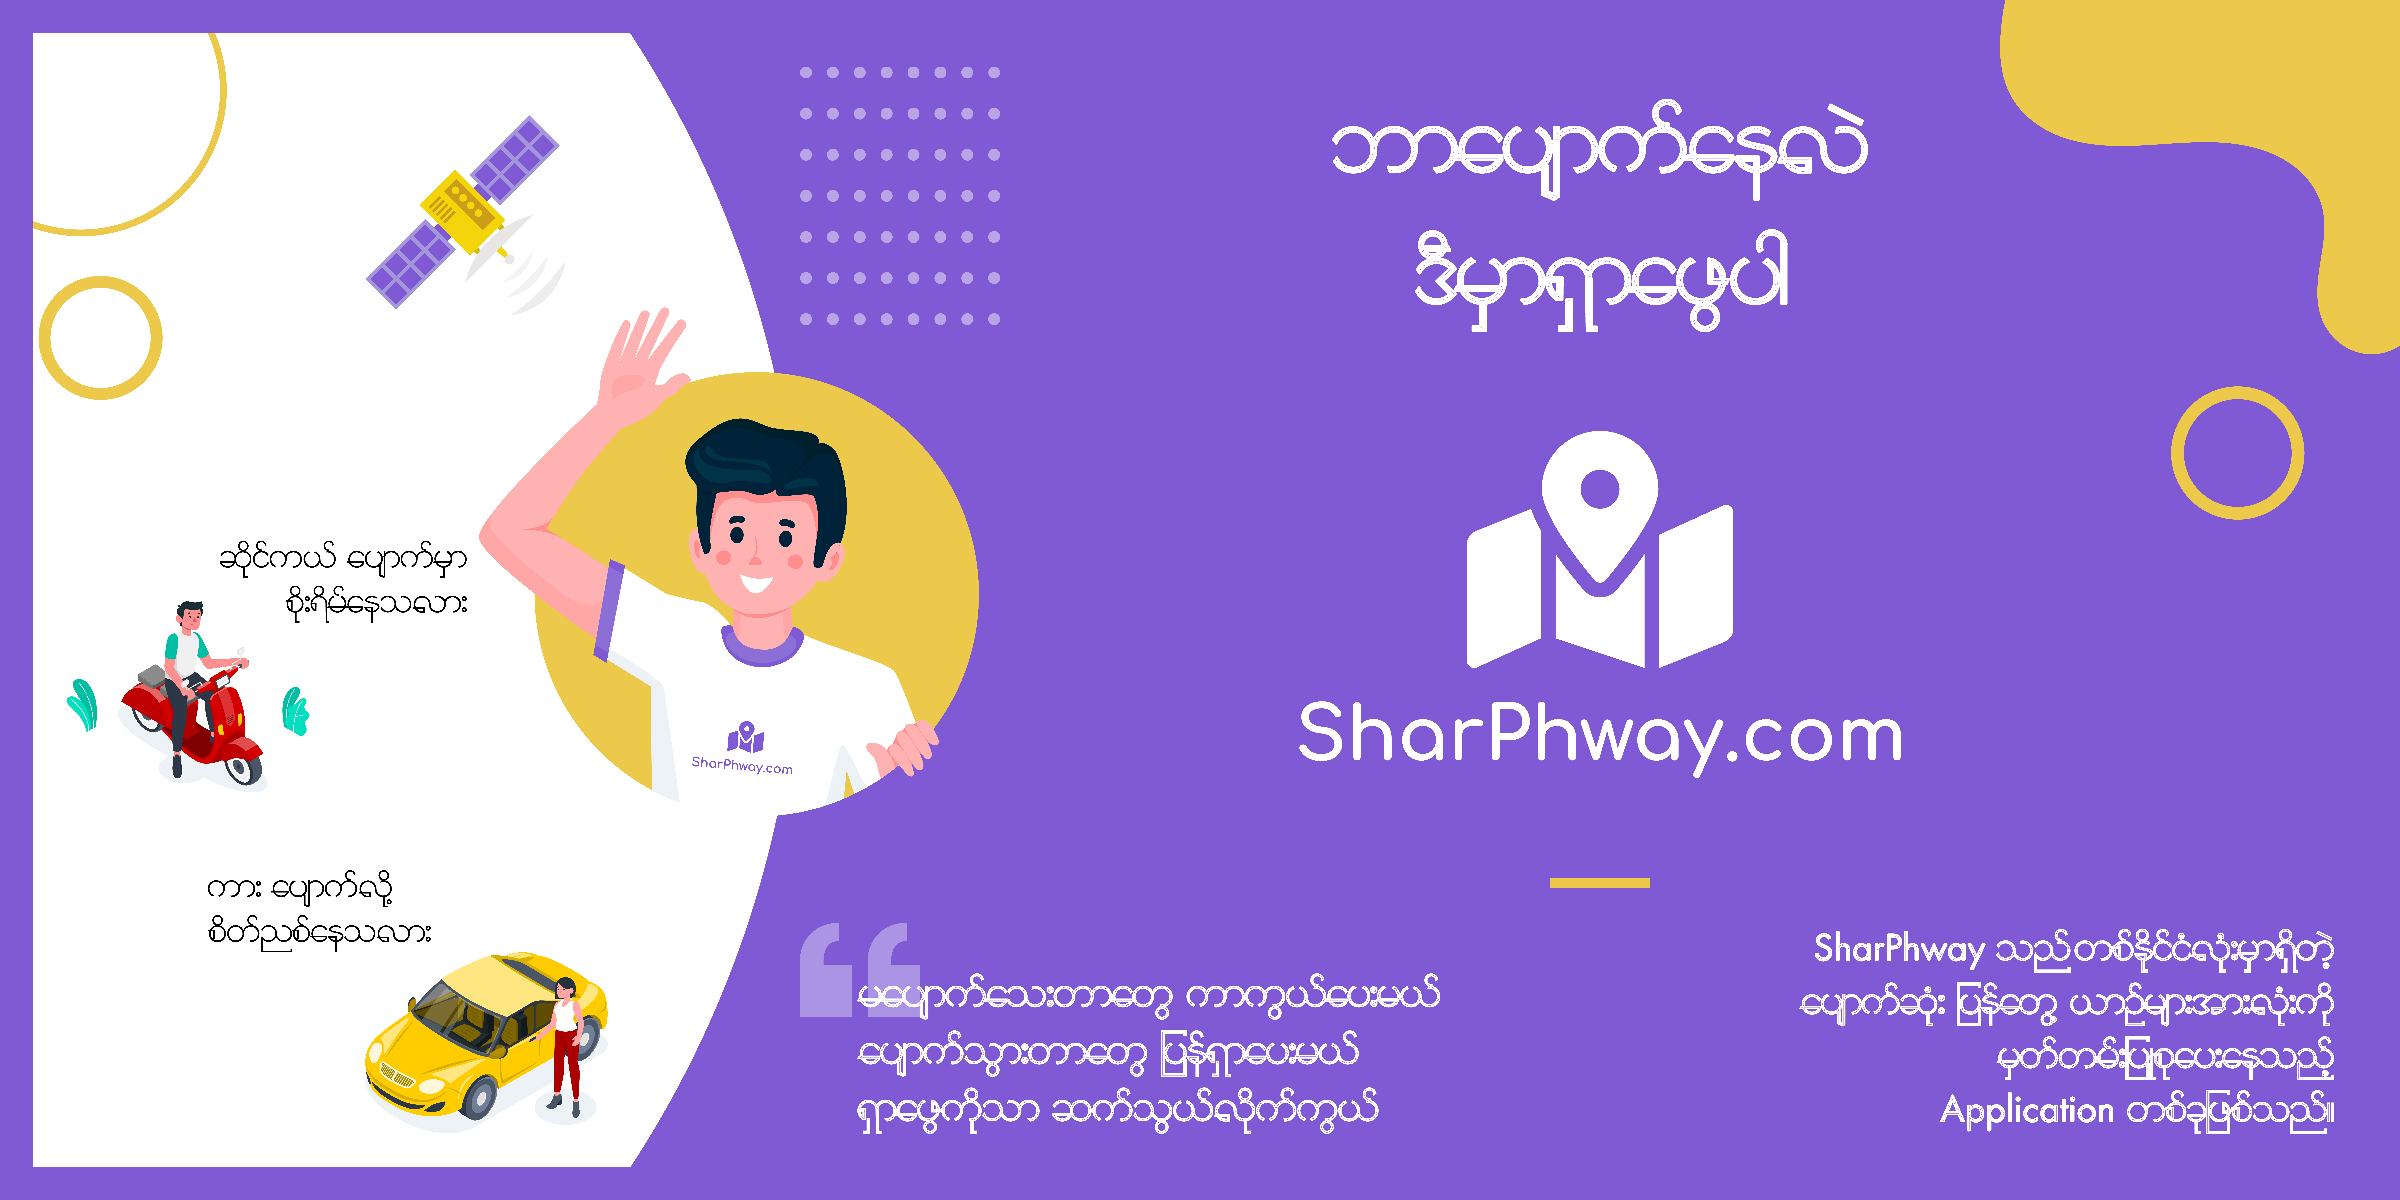 ဘာပျောက်နေလဲ
ဒီမှာရှာဖွေပါ
SharPhway.com
ဆိုင်ကယ် ပျောက်မှာ
စိုးရိမ်နေသလား
SharPhway.com
ကား ပျောက်လို့
စိတ်ညစ်နေသလား
“
မပျောက်သေးတာတွေ ကာကွယ်ပေးမယ်
ပျောက်သွားတာတွေ ပြန်ရှာပေးမယ်
ရှာဖွေကိုသာ ဆက်သွယ်လိုက်ကွယ်
SharPhway သည်တစ်နိုင်ငံလုံးမှာရှိတဲ့
ပျောက်ဆုံး ပြန်တွေ့ ယာဉ်များအားလုံးကို
မှတ်တမ်းပြုစုပေးနေသည့်
Application တစ်ခုဖြစ်သည်။